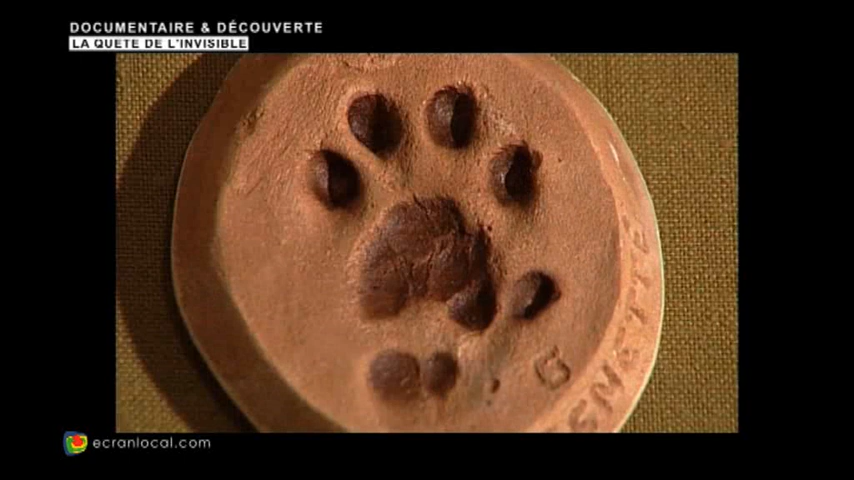 DOCUMENTAIRE & DÉCOUVERTE
LA QUETE DE L'INVISIBLE
G
ecranlocal.com